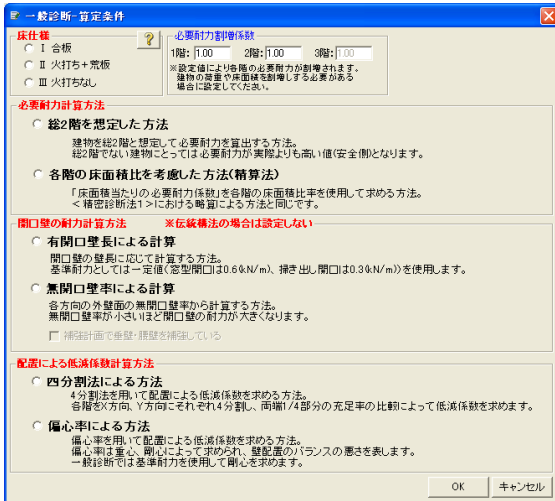 一般診断-算定条件
床仕様
Ⅰ 合板
Ⅱ 火打ち+荒板
Ⅲ 火打ちなし
?
必要耐力割増係数
1階: 1.00 2階: 1.00 3階: 1.00
※設定値により各階の必要耐力が割増されます。
建物の荷重や床面積を割増しする必要がある
場合に設定してください。
必要耐力計算方法
総2階を想定した方法
建物を総2階と想定して必要耐力を算出する方法。
総2階でない建物にとっては必要耐力が実際よりも高い値(安全側)となります。
各階の床面積比を考慮した方法(精算法)
「床面積当たりの必要耐力係数」を各階の床面積比率を使用して求める方法。
<精密診断法1>における略算による方法と同じです。
開口壁の耐力計算方法 ※伝統構法の場合は設定しない
有開口壁長による計算
開口壁の壁長に応じて計算する方法。
基準耐力としては一定値(窓型開口は0.6(kN/m)、掃き出し開口は0.3(kN/m))を使用します。
無開口壁率による計算
各方向の外壁面の無開口壁率から計算する方法。
無開口壁率が小さいほど開口壁の耐力が大きくなります。
補強計画で垂壁・腰壁を補強している
配置による低減係数計算方法
四分割法による方法
4分割法を用いて配置による低減係数を求める方法。
各階をX方向、Y方向にそれぞれ4分割し、両端1/4部分の充足率の比較によって低減係数を求めます。
偏心率による方法
偏心率を用いて配置による低減係数を求める方法。
偏心率は重心、剛心によって求められ、壁配置のバランスの悪さを表します。
一般診断では基準耐力を使用して剛心を求めます。
OK キャンセル